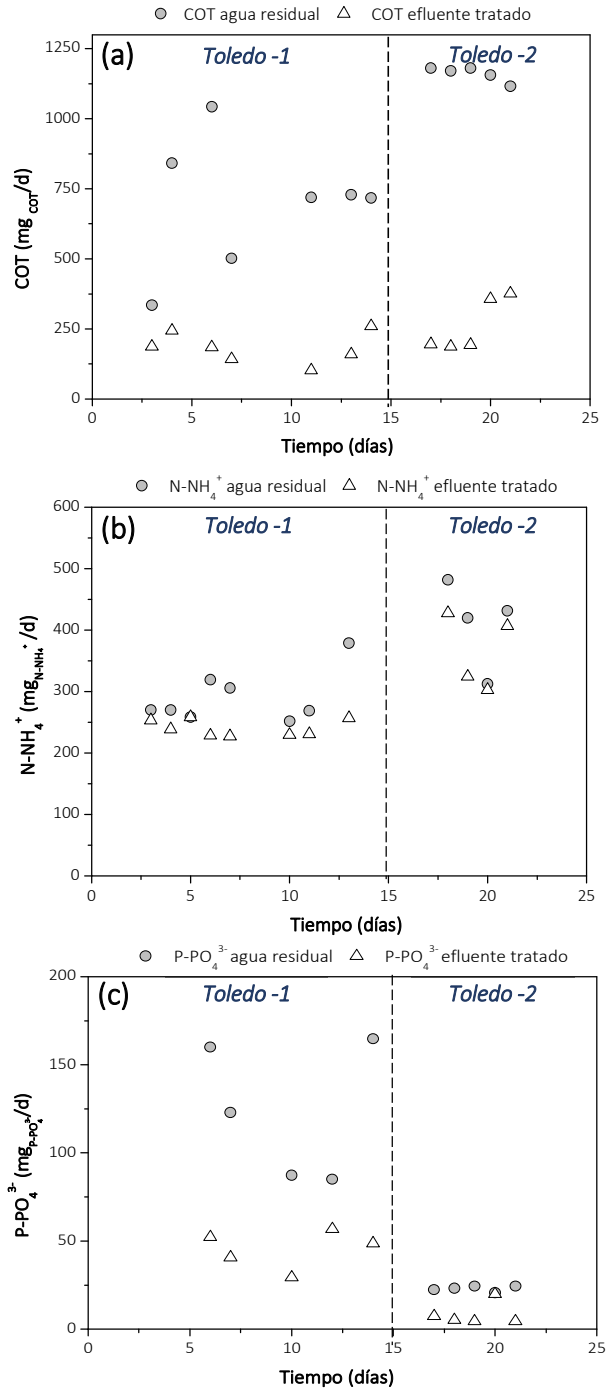 COT agua residual COT efluente tratado
(a) Toledo -1 Toledo -2
1250
1000
750
500
250
0
COT (mg COT/d)
0 5 10 15 20 25
Tiempo (días)
N-NH4+ agua residual N-NH4+ efluente tratado
(b) Toledo -1 Toledo -2
600
500
400
300
200
100
0
N-NH4+ (mgN-NH4+ /d)
0 5 10 15 20 25
Tiempo (días)
P-PO43- agua residual P-PO43- efluente tratado
(c) Toledo -1 Toledo -2
200
150
100
50
0
P-PO43- (mgP-PO43-/d)
0 5 10 15 20 25
Tiempo (días)